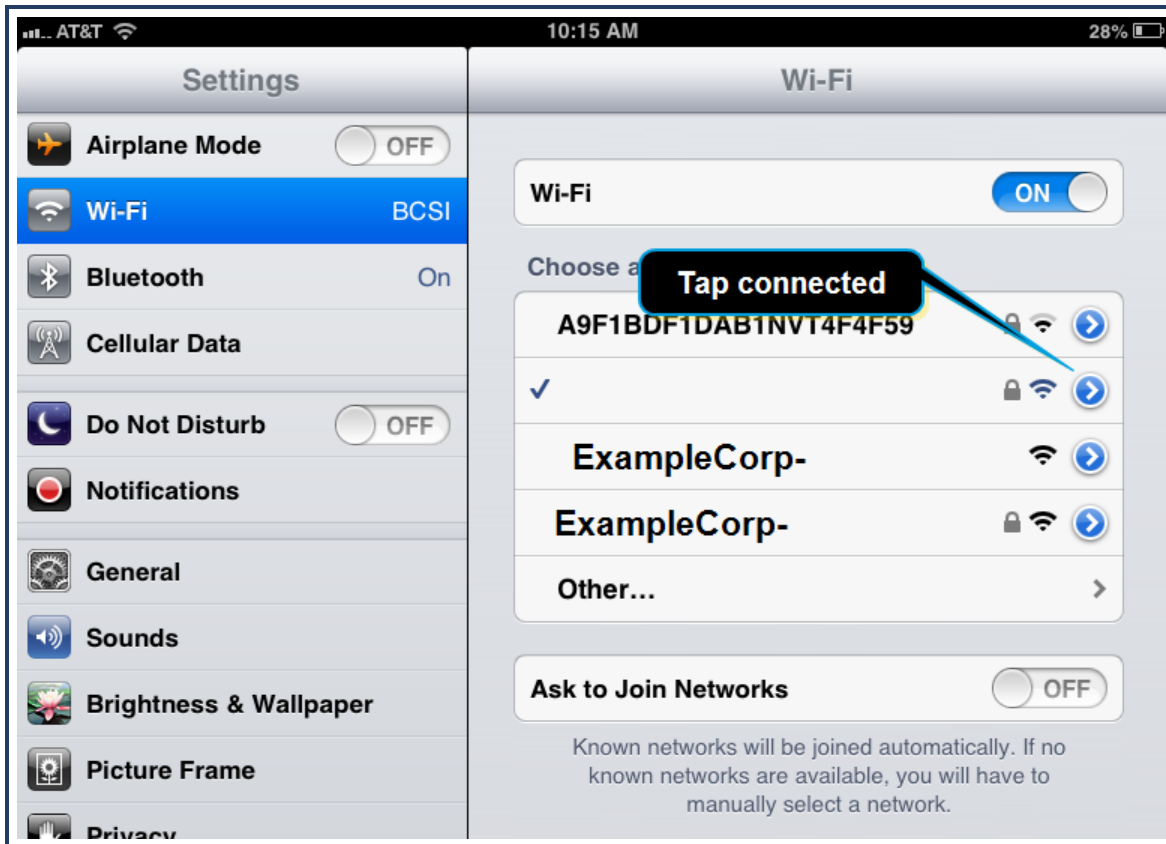 AT&T 10:15 AM 28%
Settings
Wi-Fi
Airplane Mode OFF
Wi-Fi BCSI
Bluetooth On
Cellular Data
Do Not Disturb OFF
Notifications
General
Sounds
Brightness & Wallpaper
Picture Frame
Privacy
Wi-Fi ON
Choose a
Tap connected
A9F1BDF1DAB1NVT4F4F59
ExampleCorp-
ExampleCorp-
Other...
Ask to Join Networks OFF
Known networks will be joined automatically. If no
known networks are available, you will have to
manually select a network.